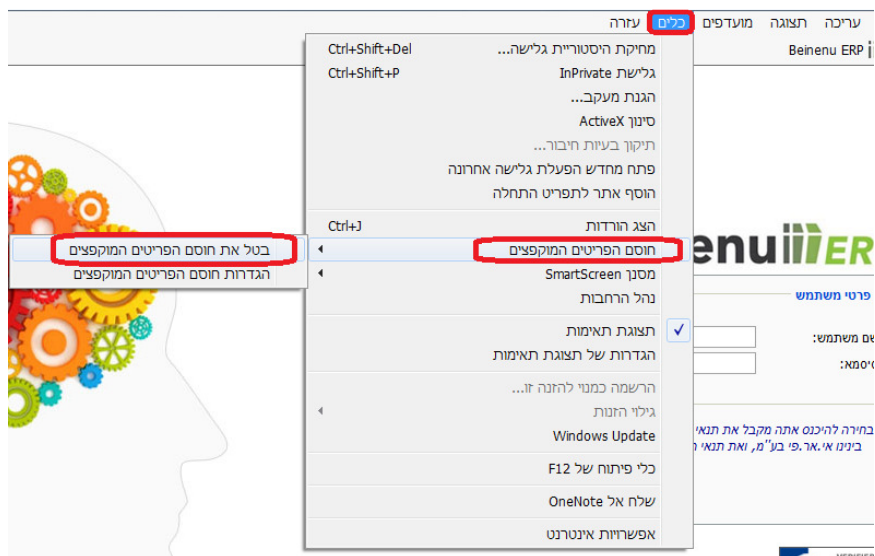 עריכה תצוגה מועדפים כלים עזרה
Beinenu ERP
מחיקת היסטוריית גלישה... Ctrl+Shift+Del
גלישת InPrivate Ctrl+Shift+P
הגנת מעקב...
סינון ActiveX
תיקון בעיות חיבור...
פתח מחדש הפעלת גלישה אחרונה
הוסף אתר לתפריט התחלה
הצג הורדות Ctrl+J
חוסם הפריטים המוקפצים
בטל את חוסם הפריטים המוקפצים
הגדרות חוסם הפריטים המוקפצים
מסנן SmartScreen
נהל הרחבות
תצוגת תאימות
הגדרות של תצוגת תאימות
הרשמה כמנוי להזנה זו...
גילוי הזנות
Windows Update
כלי פיתוח של F12
שלח אל OneNote
אפשרויות אינטרנט
enu ER
פרטי משתמש
שם משתמש:
סיסמא:
בחירה להיכנס אתה מקבל את תנאי
בינינו אי.אר.פי בע"מ, ואת תנאי